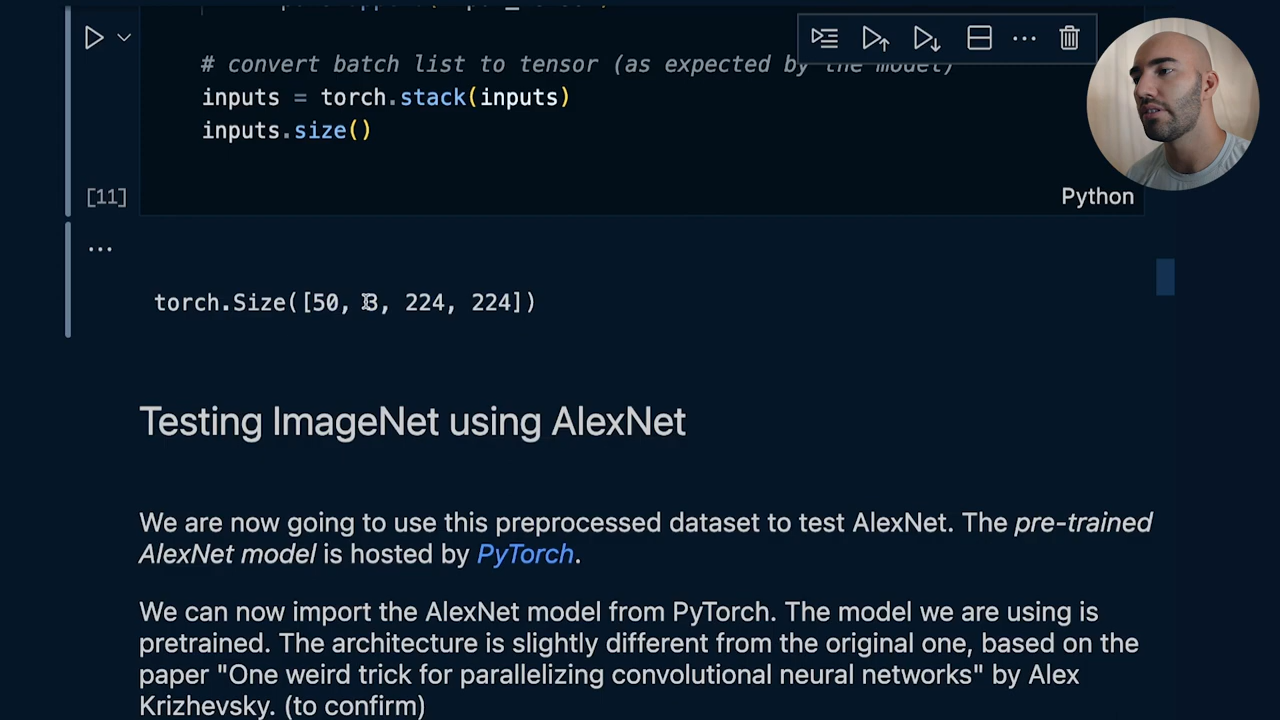 # convert batch list to tensor (as expected by the model)
inputs = torch.stack(inputs)
inputs.size()
[11]
Python
...
torch.Size([50, 3, 224, 224])
Testing ImageNet using AlexNet
We are now going to use this preprocessed dataset to test AlexNet. The pre-trained
AlexNet model is hosted by PyTorch.
We can now import the AlexNet model from PyTorch. The model we are using is
pretrained. The architecture is slightly different from the original one, based on the
paper "One weird trick for parallelizing convolutional neural networks" by Alex
Krizhevsky. (to confirm)